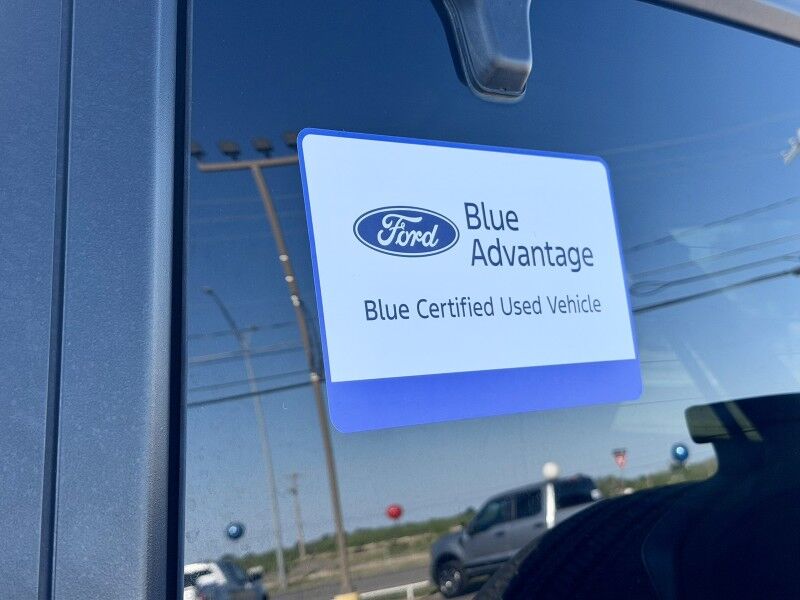 Ford
Blue
Advantage
Blue Certified Used Vehicle